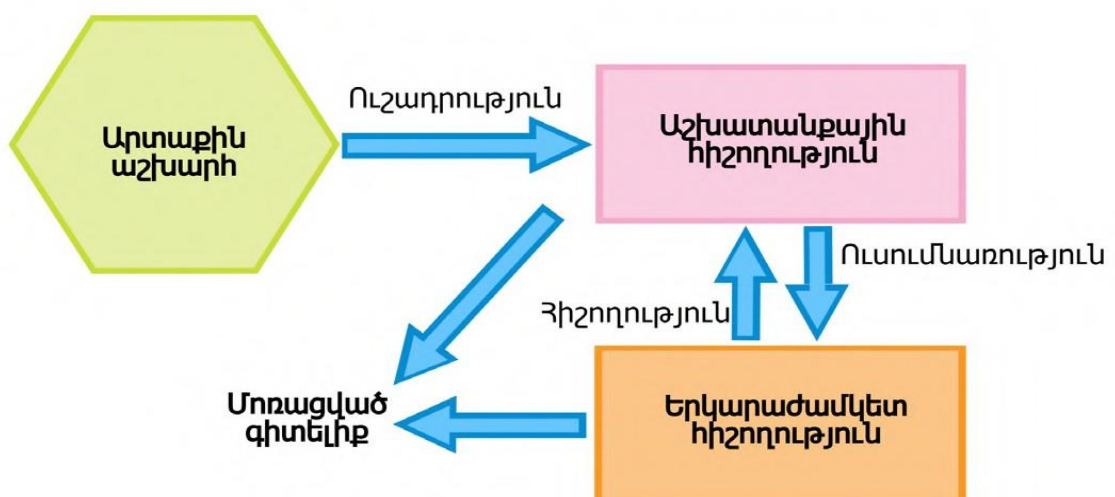 Արտաքին
աշխարհ
Ուշադրություն
Աշխատանքային
հիշողություն
Ուսումնառություն
Հիշողություն
Մոռացված
գիտելիք
Երկարաժամկետ
հիշողություն